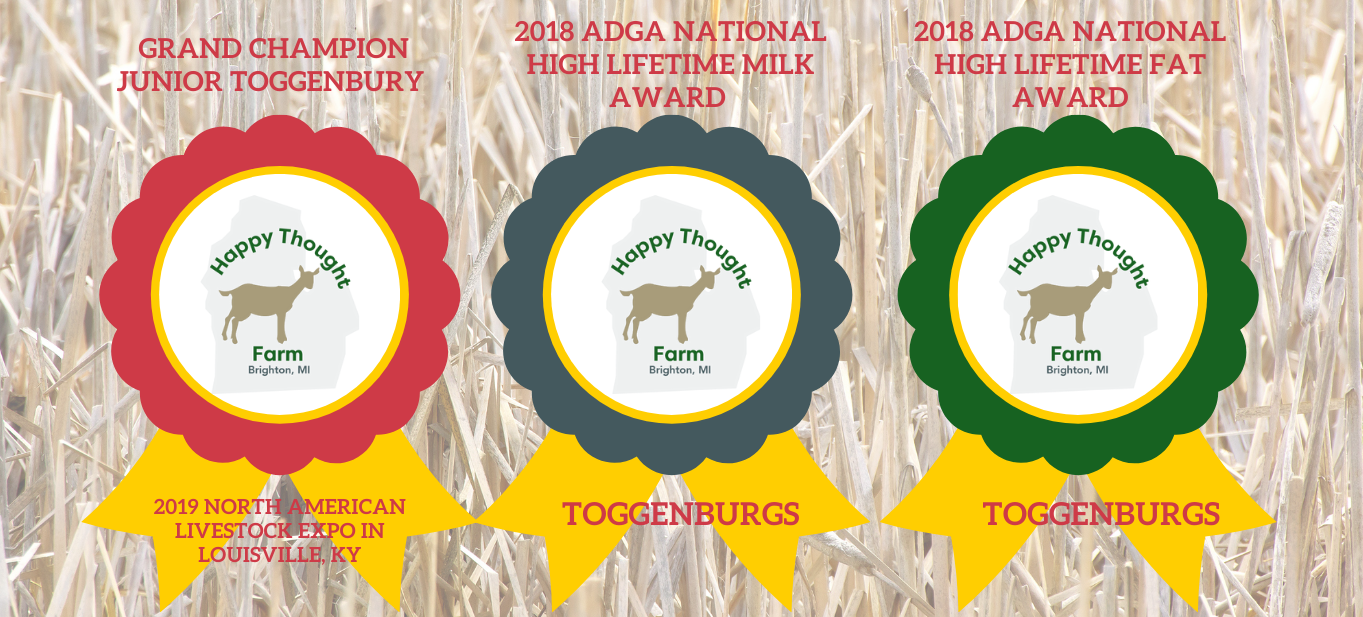 GRAND CHAMPION
JUNIOR TOGGENBURY
Happy Thought
Farm
Brighton, MI
2019 NORTH AMERICAN
LIVESTOCK EXPO IN
LOUISVILLE, KY
2018 ADGA NATIONAL
HIGH LIFETIME MILK
AWARD
Happy Thought
Farm
Brighton, MI
TOGGENBURGS
2018 ADGA NATIONAL
HIGH LIFETIME FAT
AWARD
Happy Thought
Farm
Brighton, MI
TOGGENBURGS